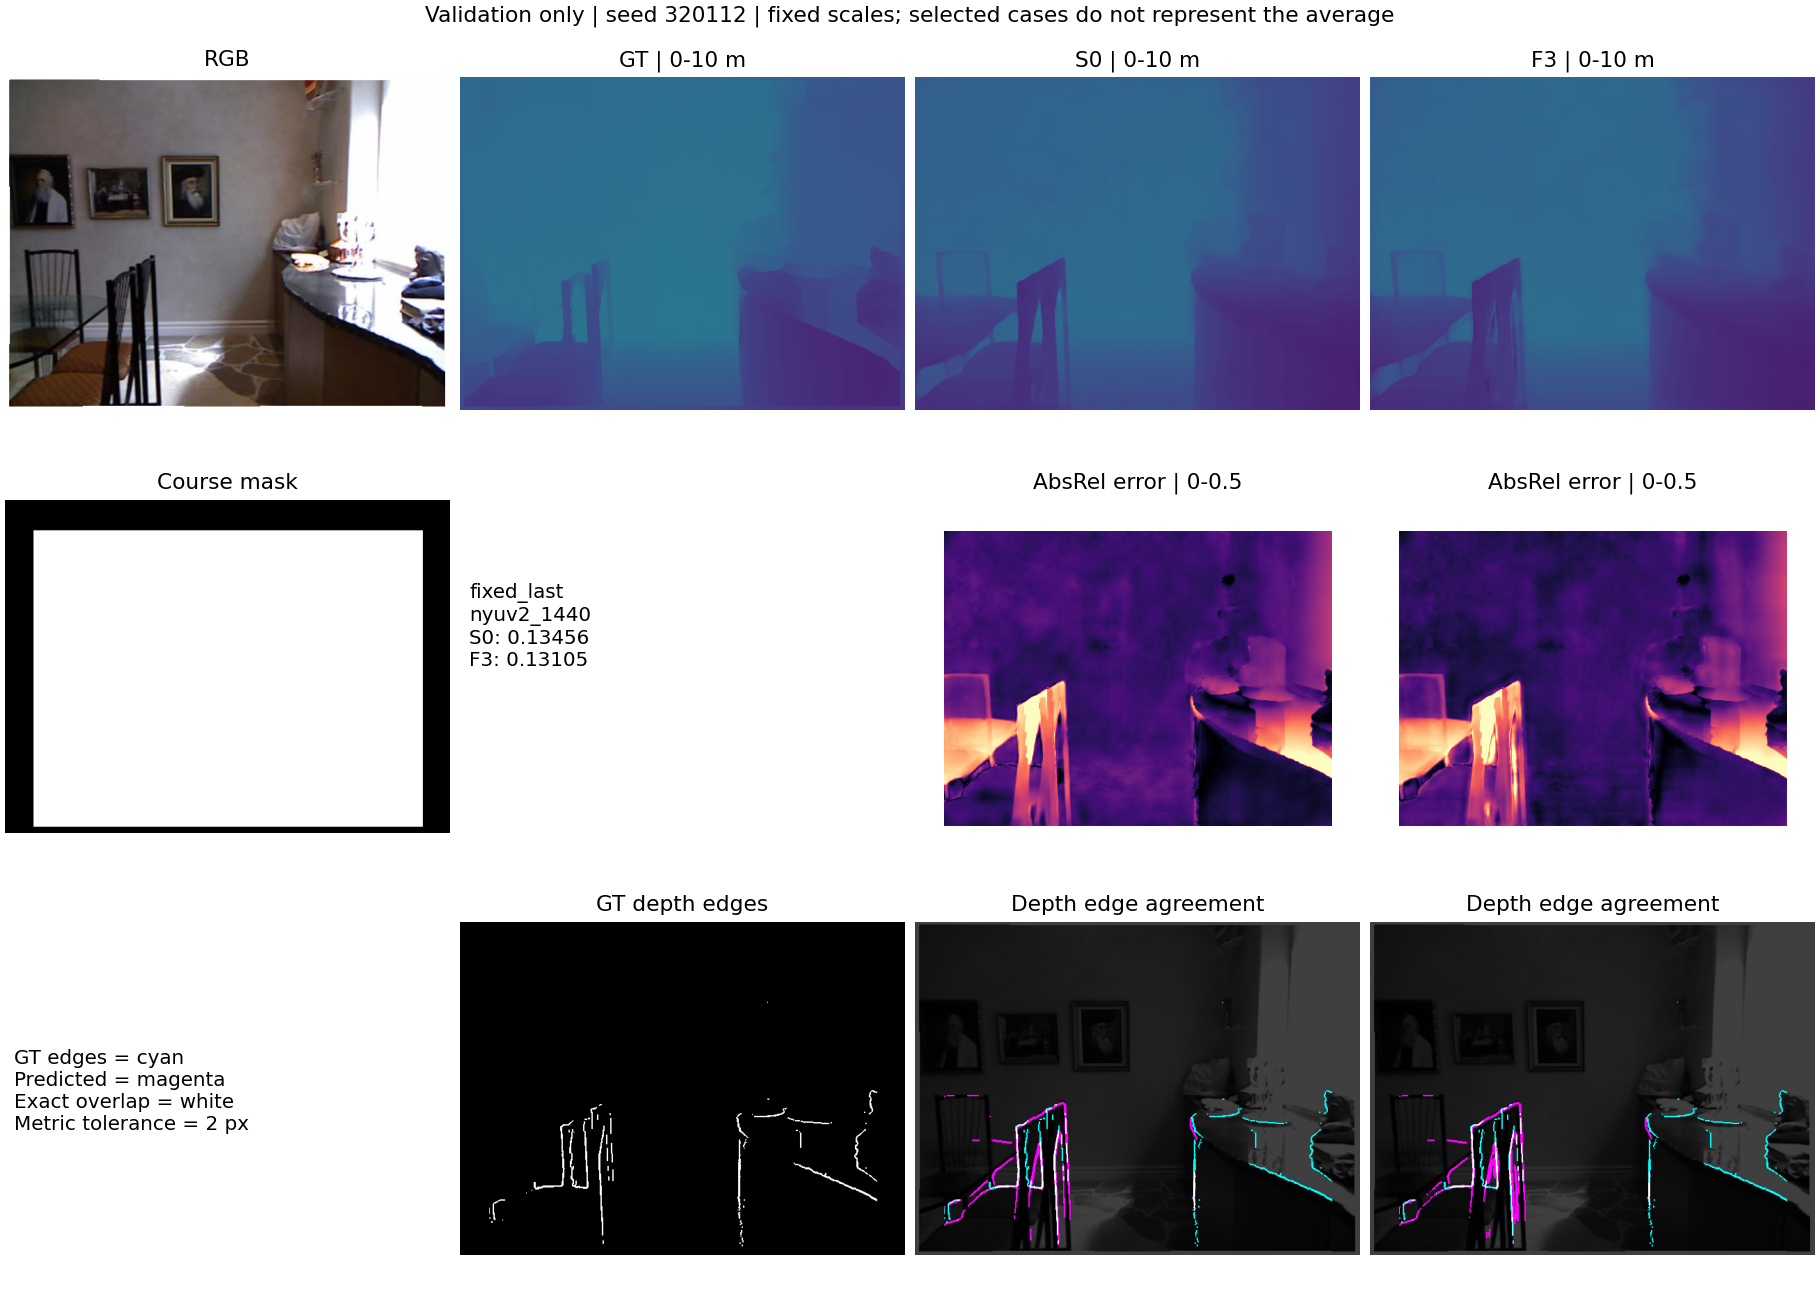 Validation only | seed 320112 | fixed scales; selected cases do not represent the average
RGB
GT | 0-10 m
S0 | 0-10 m
F3 | 0-10 m
Course mask
AbsRel error | 0-0.5
AbsRel error | 0-0.5
fixed_last
nyuv2_1440
S0: 0.13456
F3: 0.13105
GT depth edges
Depth edge agreement
Depth edge agreement
GT edges = cyan
Predicted = magenta
Exact overlap = white
Metric tolerance = 2 px